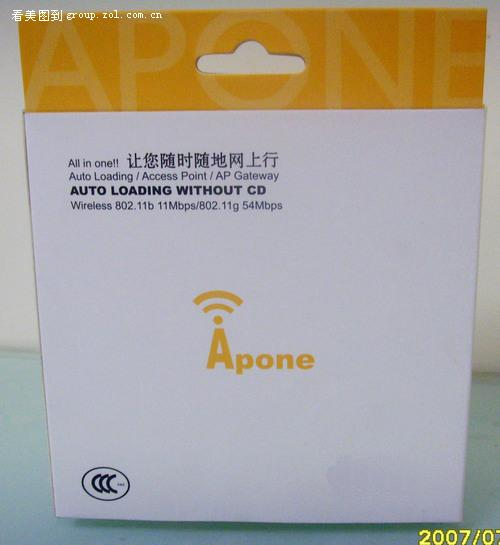 看美图到 group.zol.com.cn
APONE
All in one!! 让您随时随地网上行
Auto Loading / Access Point / AP Gateway
AUTO LOADING WITHOUT CD
Wireless 802.11b 11Mbps/802.11g 54Mbps
Apone
CCC
2007/07